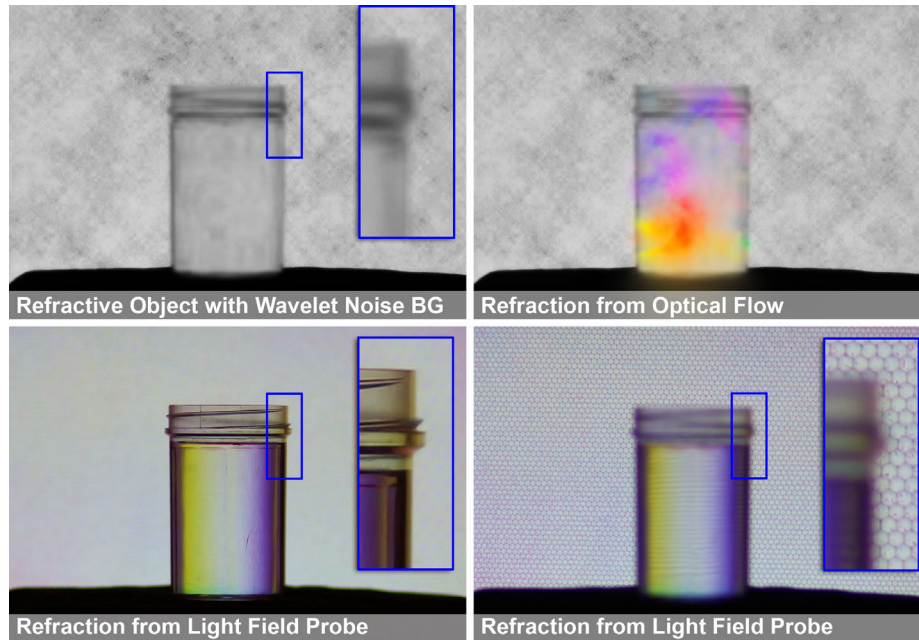 Refractive Object with Wavelet Noise BG
Refraction from Optical Flow
Refraction from Light Field Probe
Refraction from Light Field Probe